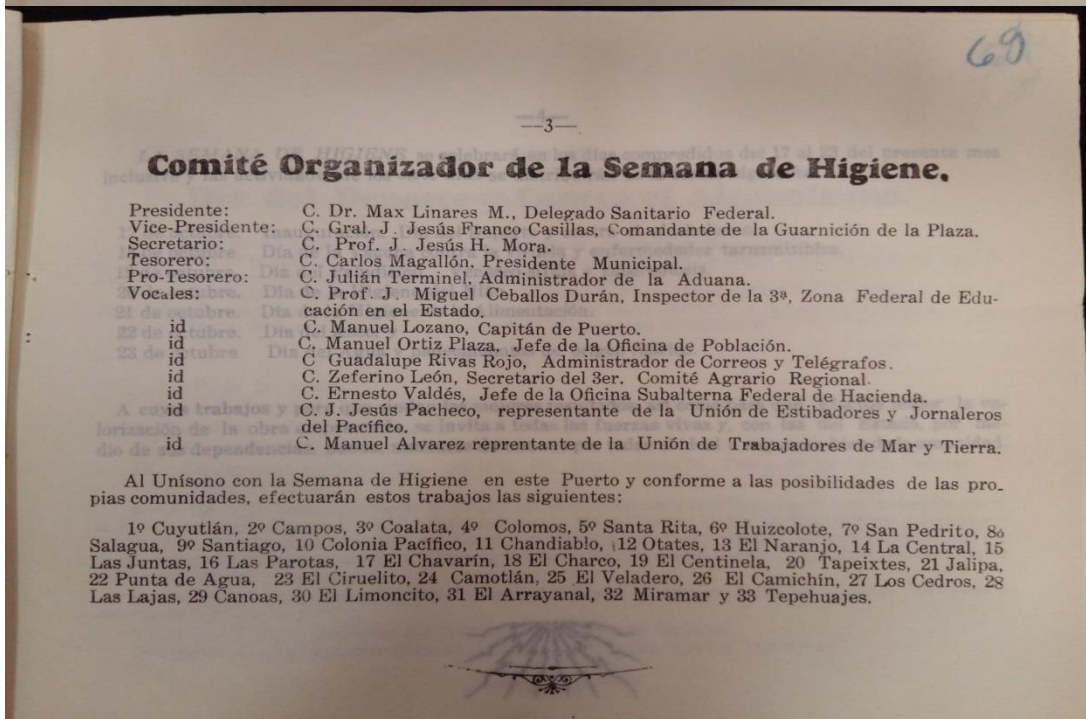 69
—3—
Comité Organizador de la Semana de Higiene.
Presidente: C. Dr. Max Linares M., Delegado Sanitario Federal.
Vice-Presidente: C. Gral. J. Jesús Franco Casillas, Comandante de la Guarnición de la Plaza.
Secretario: C. Prof. J. Jesús H. Mora.
Tesorero: C. Carlos Magallón, Presidente Municipal.
Pro-Tesorero: C. Julián Terminel, Administrador de la Aduana.
Vocales: C. Prof. J. Miguel Ceballos Durán, Inspector de la 3ª, Zona Federal de Edu-
cación en el Estado.
id C. Manuel Lozano, Capitán de Puerto.
id C. Manuel Ortiz Plaza, Jefe de la Oficina de Población.
id C Guadalupe Rivas Rojo, Administrador de Correos y Telégrafos.
id C. Zeferino León, Secretario del 3er. Comité Agrario Regional.
id C. Ernesto Valdés, Jefe de la Oficina Subalterna Federal de Hacienda.
id C. J. Jesús Pacheco, representante de la Unión de Estibadores y Jornaleros
del Pacífico.
id C. Manuel Alvarez reprentante de la Unión de Trabajadores de Mar y Tierra.
Al Unísono con la Semana de Higiene en este Puerto y conforme a las posibilidades de las pro-
pias comunidades, efectuarán estos trabajos las siguientes:
1º Cuyutlán, 2º Campos, 3º Coalata, 4º Colomos, 5º Santa Rita, 6º Huizcolote, 7º San Pedrito, 8º
Salagua, 9º Santiago, 10 Colonia Pacífico, 11 Chandiablo, 12 Otates, 13 El Naranjo, 14 La Central, 15
Las Juntas, 16 Las Parotas, 17 El Chavarín, 18 El Charco, 19 El Centinela, 20 Tapeixtes, 21 Jalipa,
22 Punta de Agua, 23 El Ciruelito, 24 Camotlán, 25 El Veladero, 26 El Camichín, 27 Los Cedros, 28
Las Lajas, 29 Canoas, 30 El Limoncito, 31 El Arrayanal, 32 Miramar y 33 Tepehuajes.